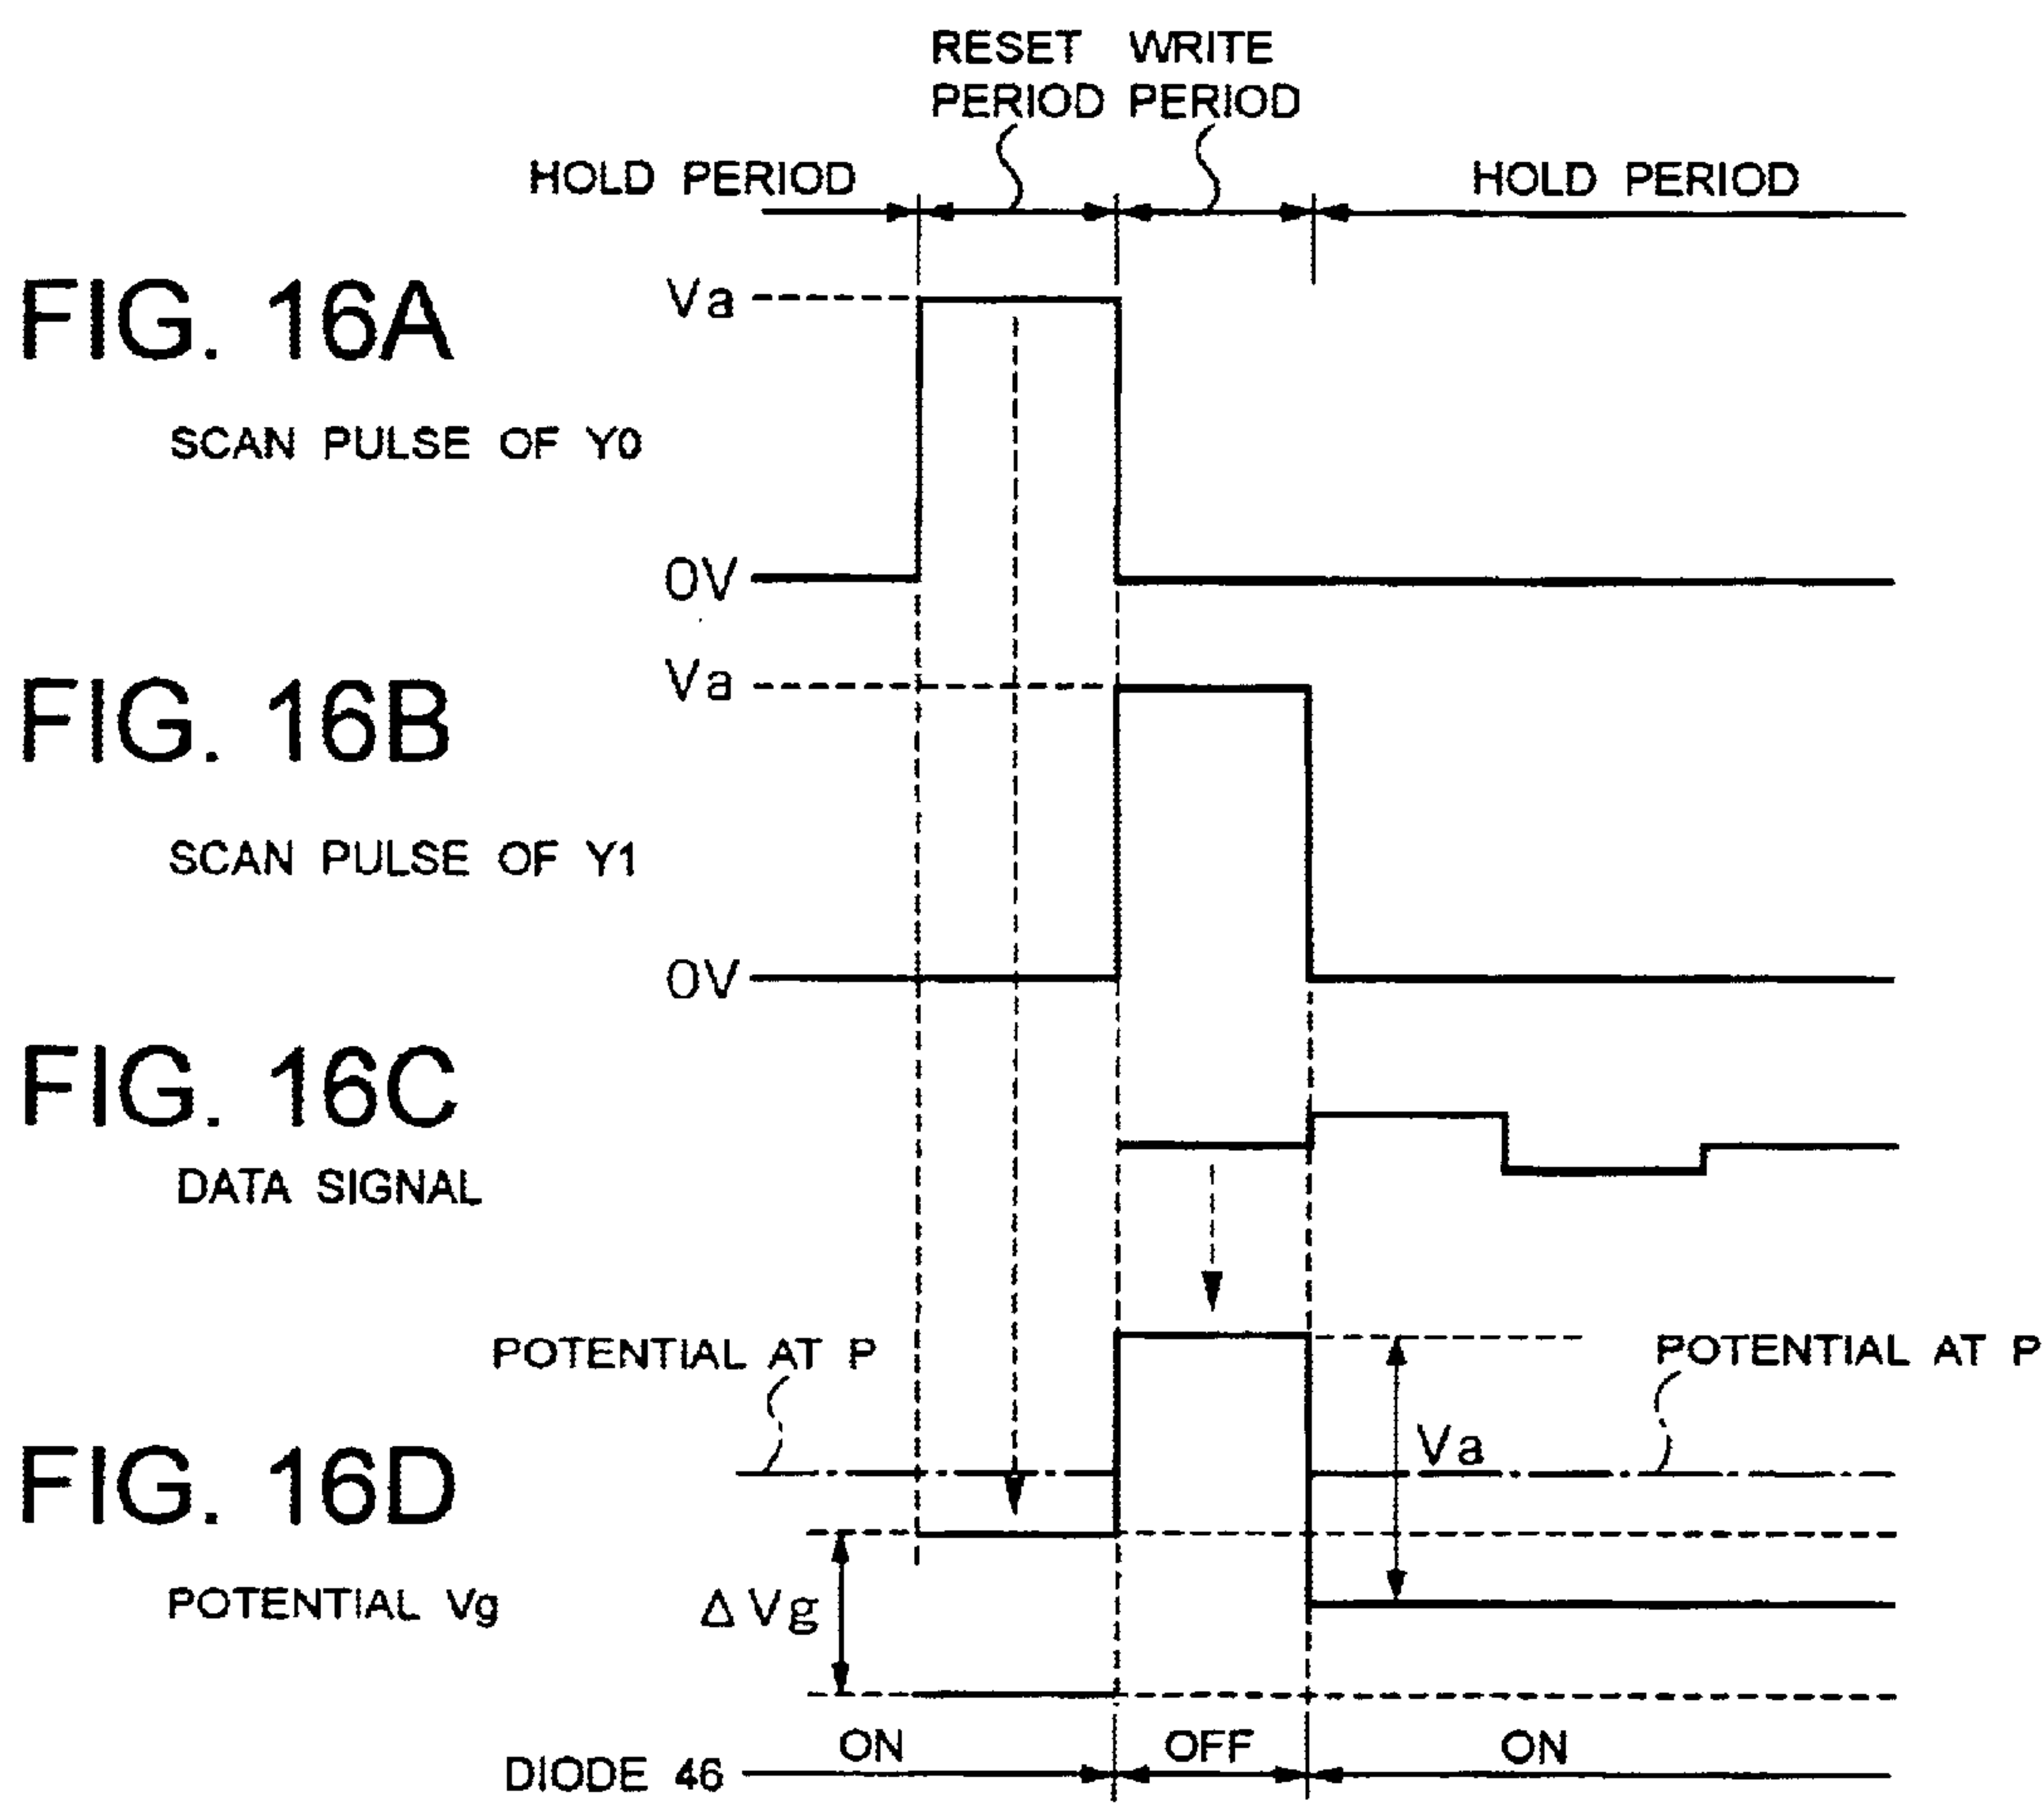 RESET WRITE
PERIOD PERIOD
HOLD PERIOD
HOLD PERIOD
FIG. 16A
Va
SCAN PULSE OF Y0
0V
FIG. 16B
Va
SCAN PULSE OF Y1
0V
FIG. 16C
DATA SIGNAL
POTENTIAL AT P
POTENTIAL AT P
FIG. 16D
Va
POTENTIAL Vg
Δ Vg
DIODE 46
ON
OFF
ON